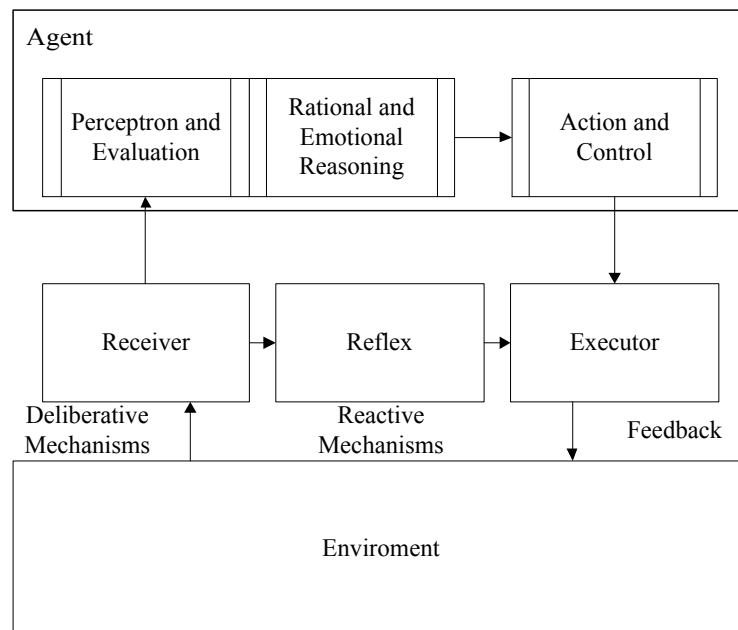 Agent
Perceptron and
Evaluation
Rational and
Emotional
Reasoning
Action and
Control
Receiver
Reflex
Executor
Deliberative
Mechanisms
Reactive
Mechanisms
Feedback
Enviroment